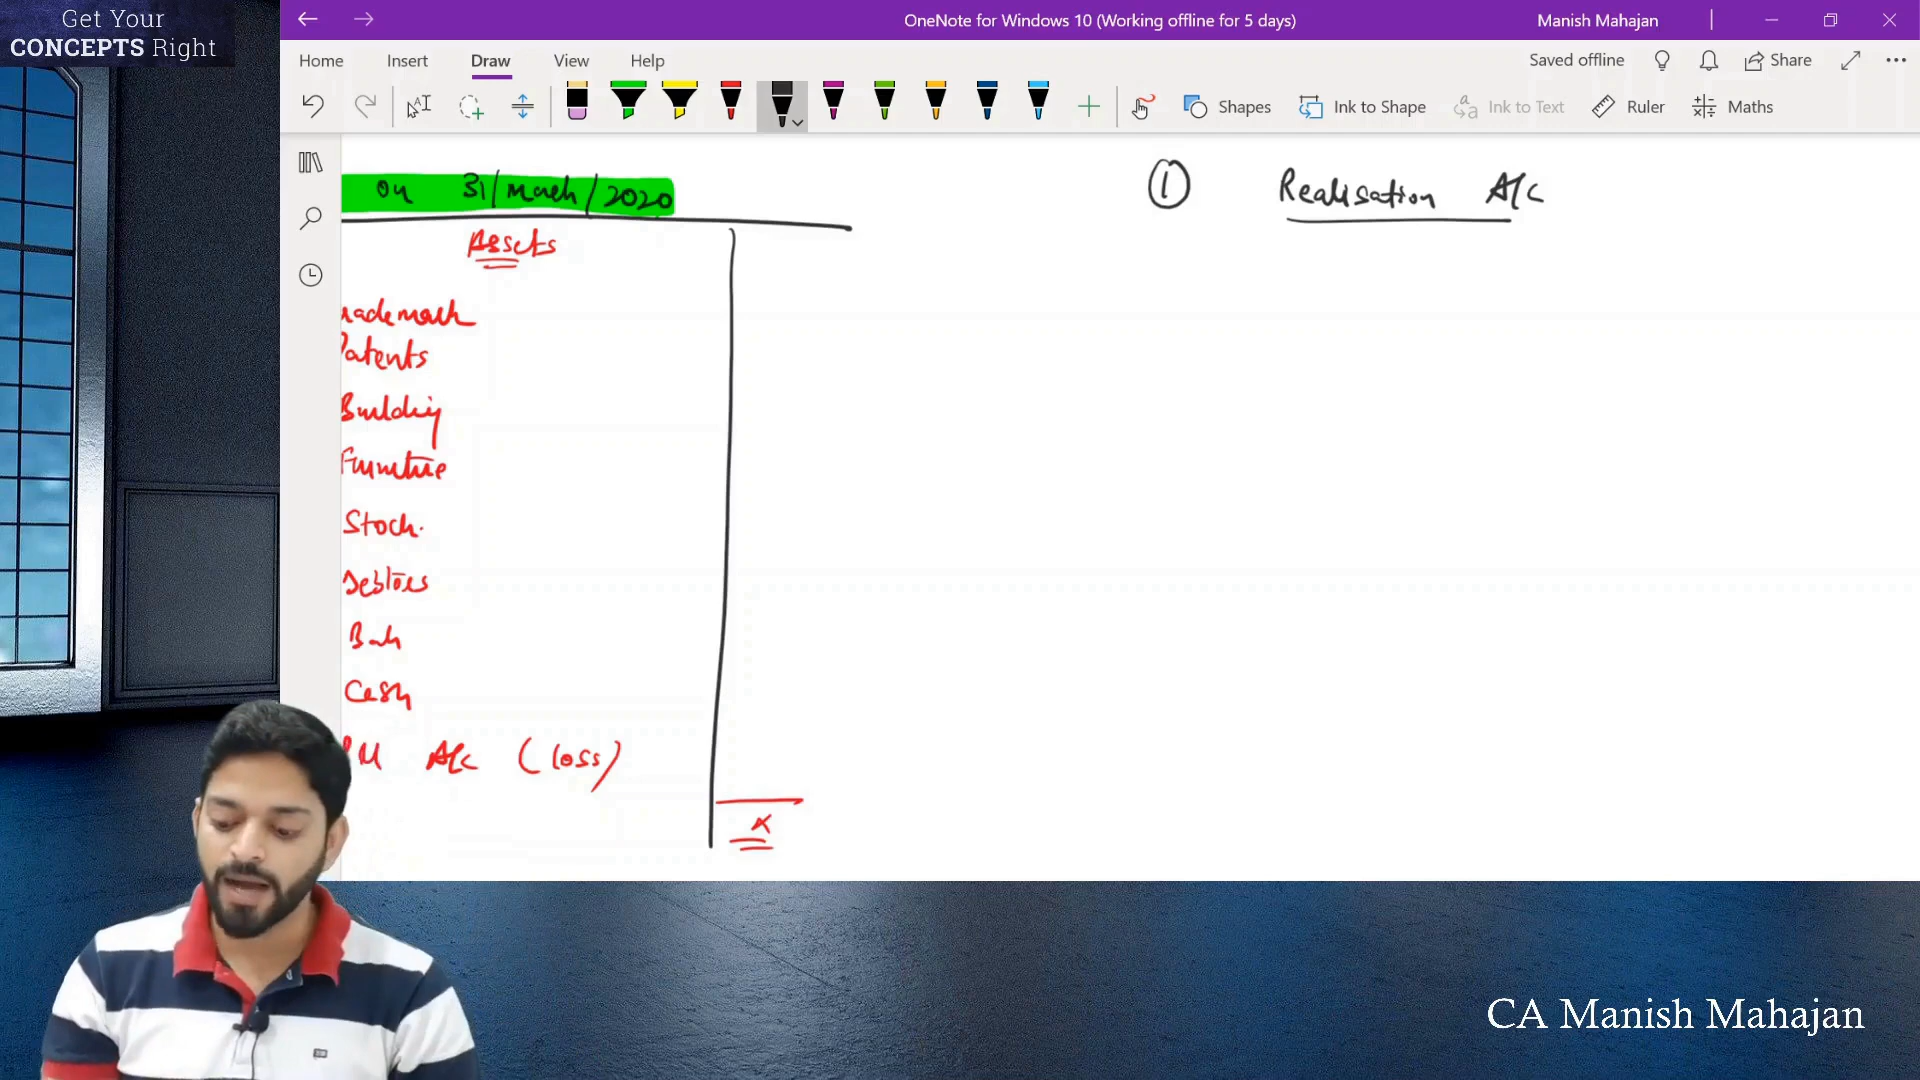 Get Your
CONCEPTS Right
OneNote for Windows 10 (Working offline for 5 days)
Manish Mahajan
Home Insert Draw View Help
Saved offline
Share
Shapes
Ink to Shape
Ink to Text
Ruler
Maths
on 31/March/2020
Assets
rademark
Patents
Building
Furniture
Stock.
Debtors
Bank
Cash
A/c (loss)
x
① Realisation A/c
CA Manish Mahajan